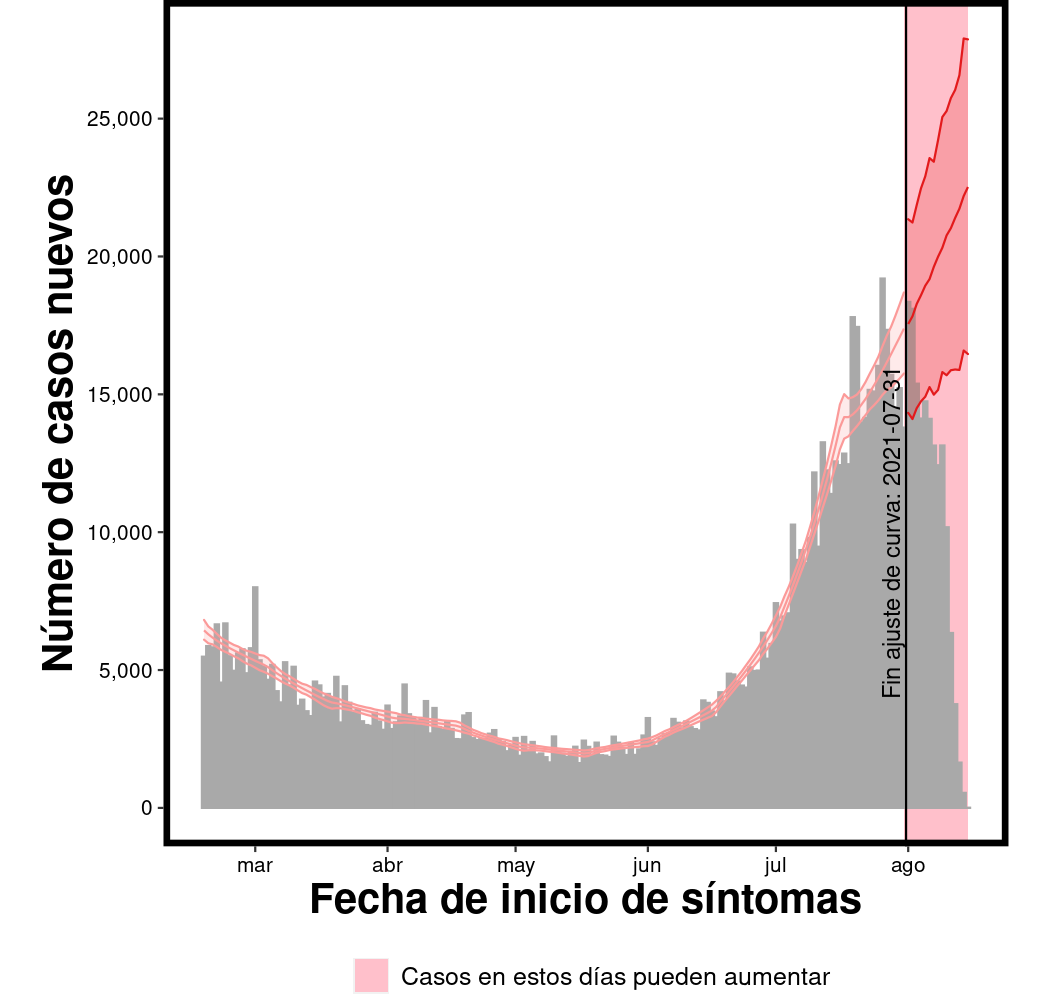 Número de casos nuevos
25,000
20,000
15,000
10,000
5,000
0
Fin ajuste de curva: 2021-07-31
mar abr may jun jul ago
Fecha de inicio de síntomas
Casos en estos días pueden aumentar